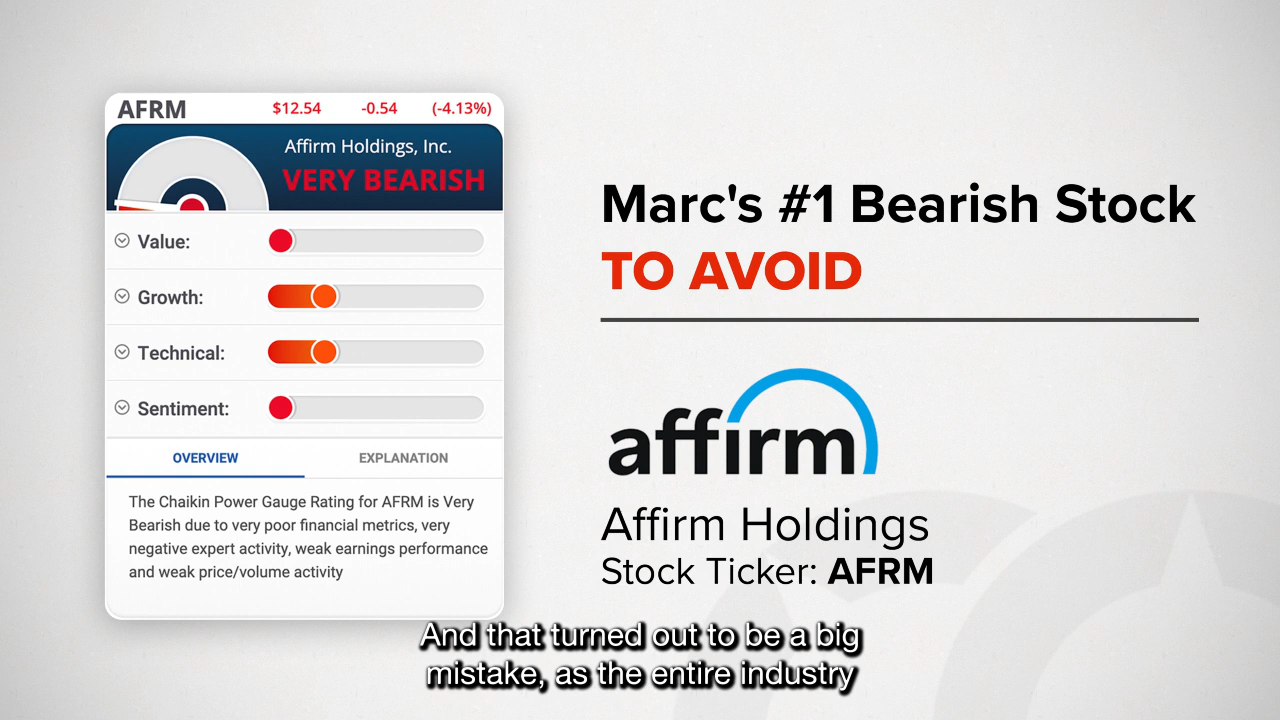 AFRM $12.54 -0.54 (-4.13%)
Affirm Holdings, Inc.
VERY BEARISH
Value:
Growth:
Technical:
Sentiment:
OVERVIEW EXPLANATION
The Chaikin Power Gauge Rating for AFRM is Very
Bearish due to very poor financial metrics, very
negative expert activity, weak earnings performance
and weak price/volume activity
Marc's #1 Bearish Stock
TO AVOID
affirm
Affirm Holdings
Stock Ticker: AFRM
And that turned out to be a big
mistake, as the entire industry